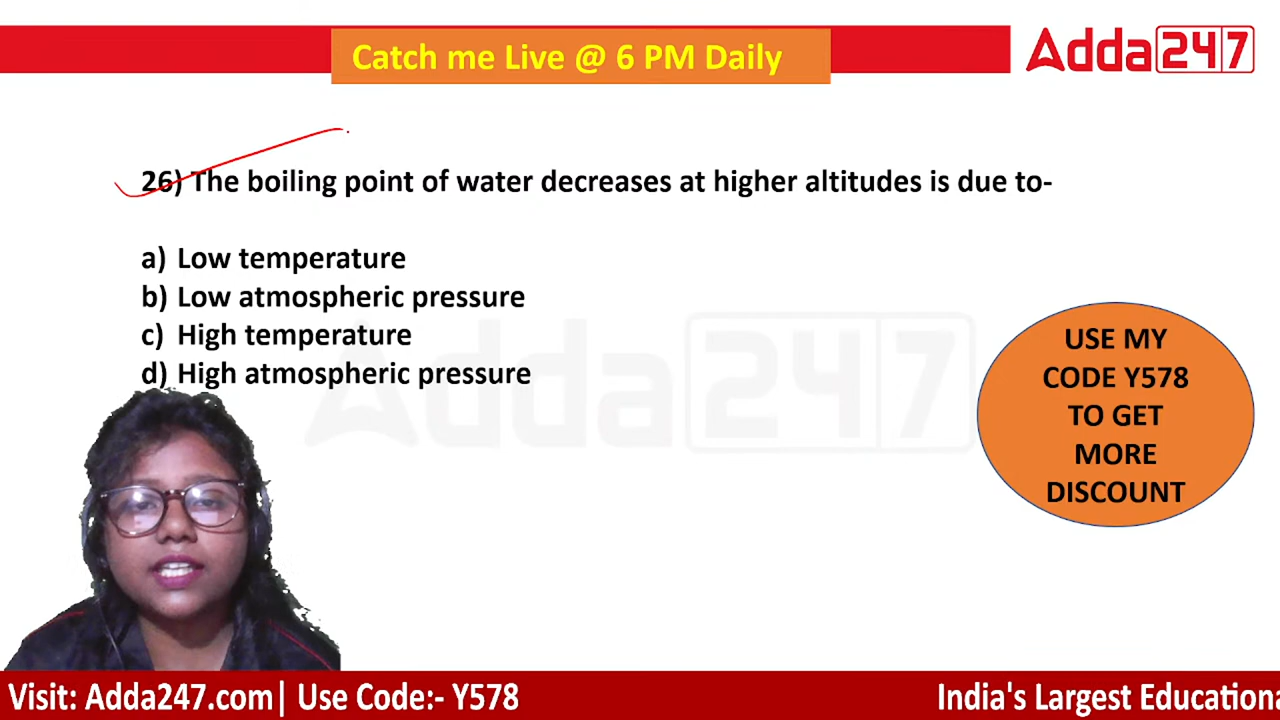 Catch me Live @ 6 PM Daily
Adda247
26) The boiling point of water decreases at higher altitudes is due to-
a) Low temperature
b) Low atmospheric pressure
c) High temperature
d) High atmospheric pressure
Adda247
USE MY
CODE Y578
TO GET
MORE
DISCOUNT
Visit: Adda247.com| Use Code:- Y578
India's Largest Educationa